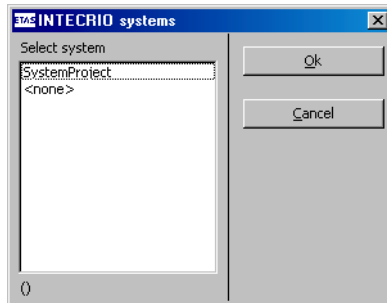 ETAS INTECRIO systems
Select system
SystemProject
<none>
Ok
Cancel
()